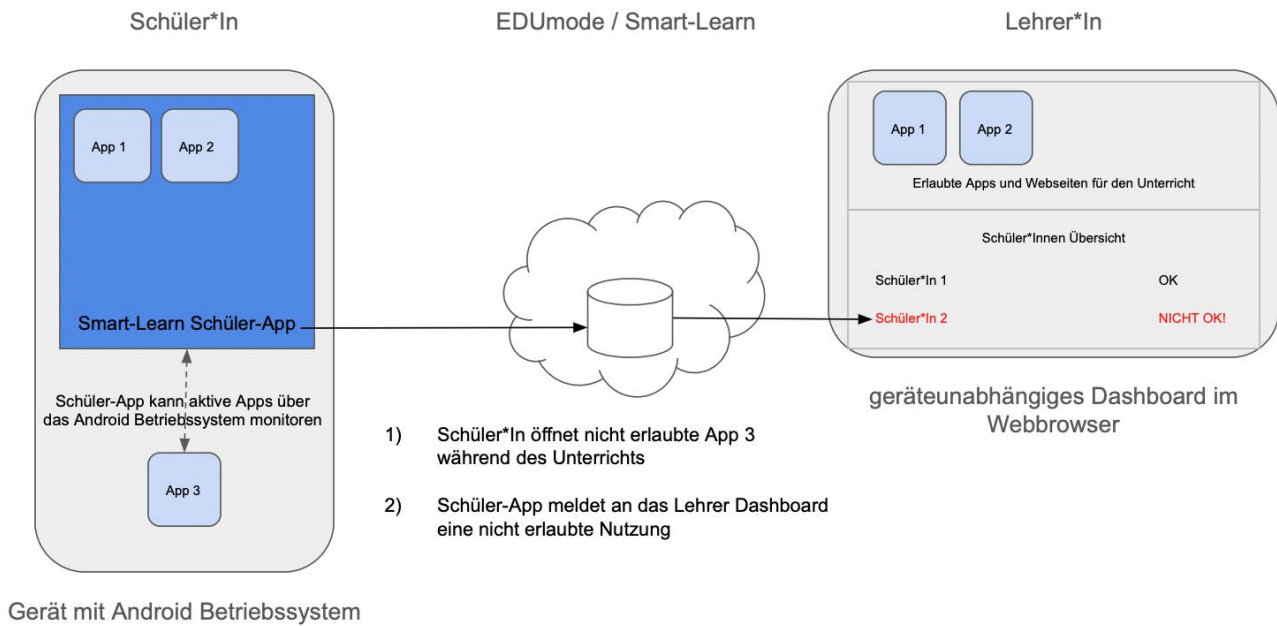 Schüler*In
EDUmode / Smart-Learn
Lehrer*In
App 1
App 2
Smart-Learn Schüler-App
Schüler-App kann aktive Apps über
das Android Betriebssystem monitoren
App 3
Gerät mit Android Betriebssystem
1) Schüler*In öffnet nicht erlaubte App 3
während des Unterrichts
2) Schüler-App meldet an das Lehrer Dashboard
eine nicht erlaubte Nutzung
App 1
App 2
Erlaubte Apps und Webseiten für den Unterricht
Schüler*Innen Übersicht
Schüler*In 1 OK
Schüler*In 2 NICHT OK!
geräteunabhängiges Dashboard im
Webbrowser